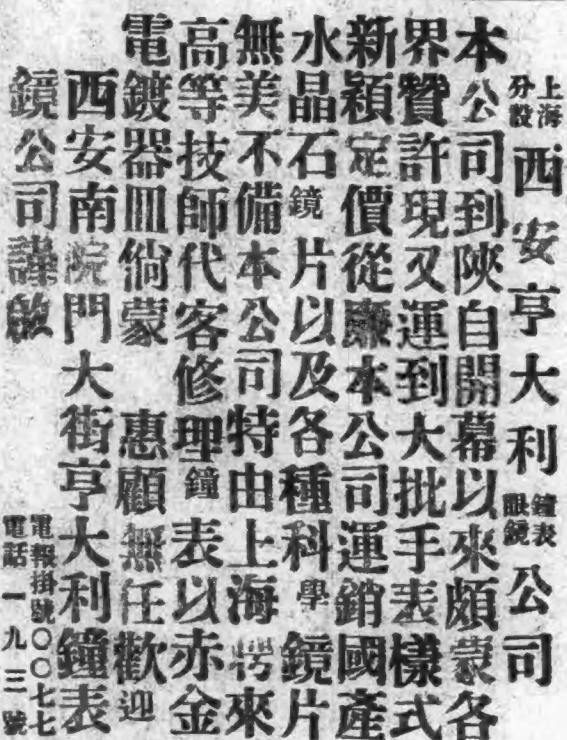 上海分設西安亨大利鐘表眼鏡公司
本公司到陝自開幕以來頗蒙各
界贊許現又運到大批手表樣式
新穎定價從廉本公司運銷國產
水晶石鏡片以及各種科學鏡片
無美不備本公司特由上海聘來
高等技師代客修理鐘表以赤金
電鍍器皿倘蒙 惠顧無任歡迎
西安南院門大街亨大利鐘表
鏡公司謹啟
電報掛號〇〇七七
電話一九三號